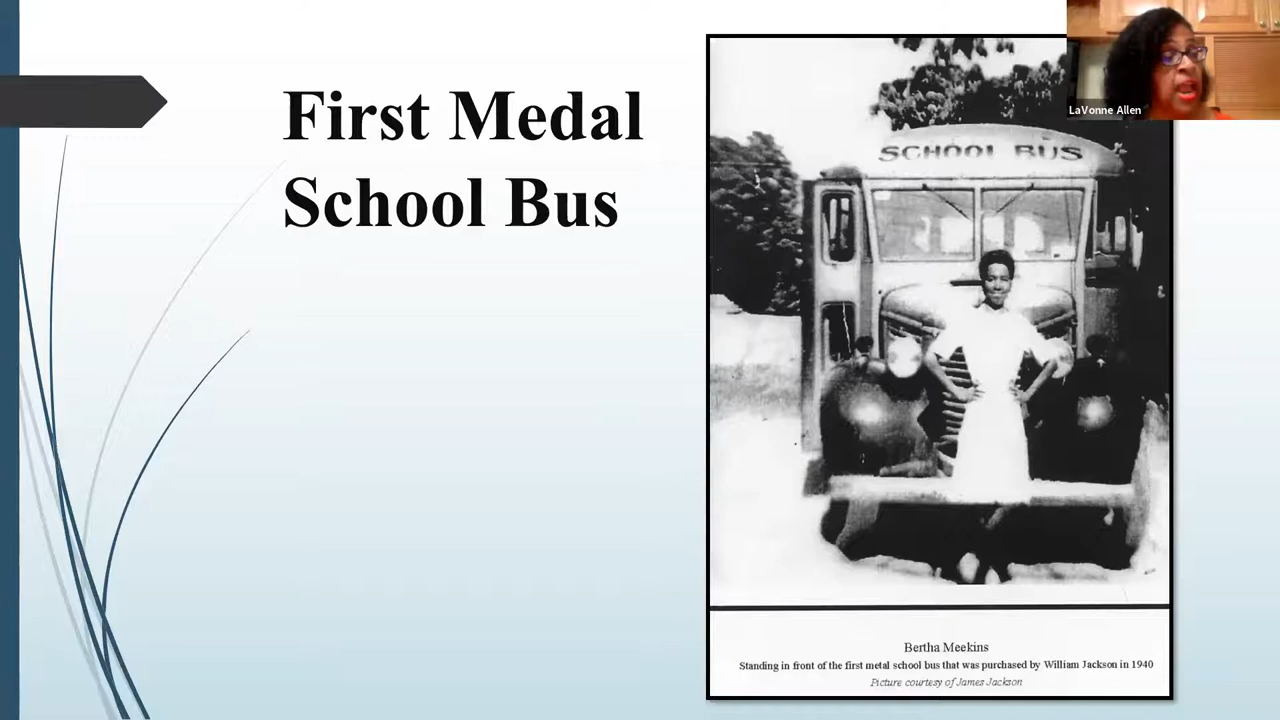 First Medal
School Bus
LaVonne Allen
SCHOOL BUS
Bertha Meekins
Standing in front of the first metal school bus that was purchased by William Jackson in 1940
Picture courtesy of James Jackson